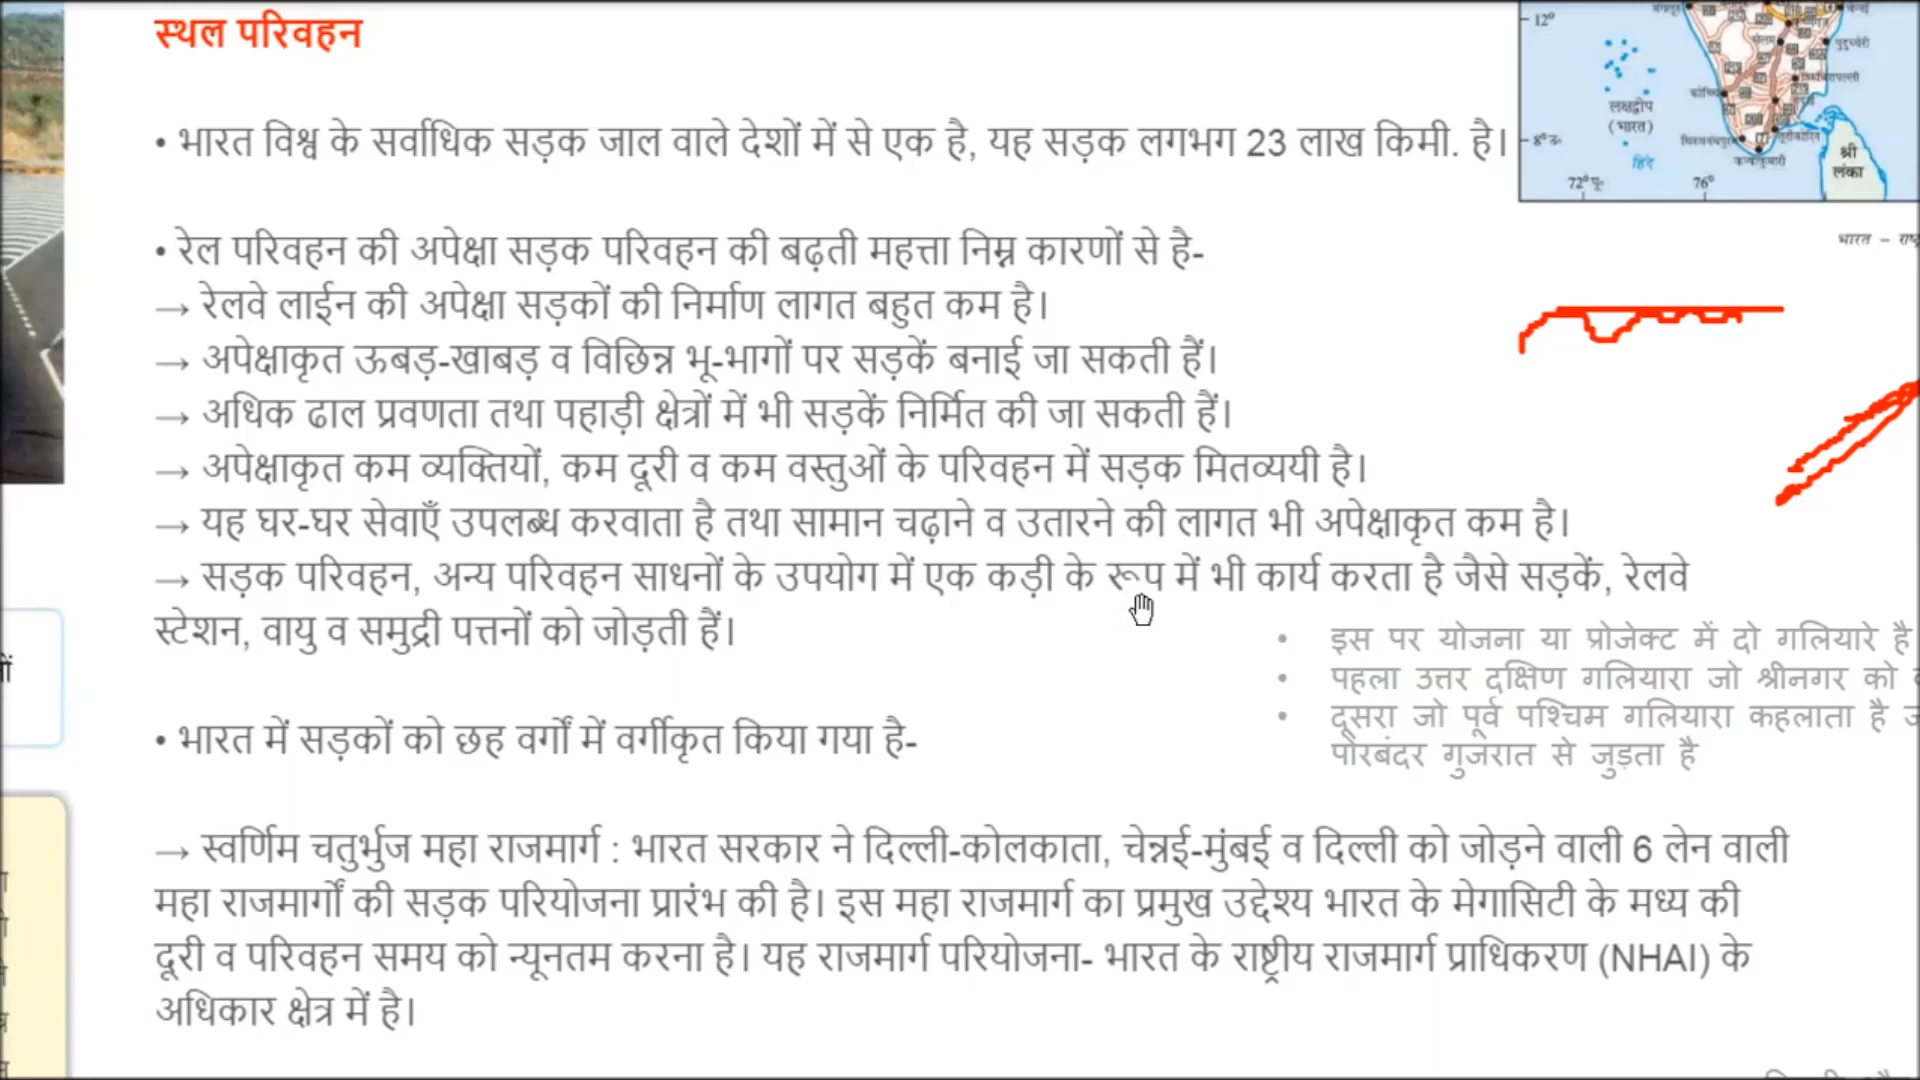 स्थल परिवहन
• भारत विश्व के सर्वाधिक सड़क जाल वाले देशों में से एक है, यह सड़क लगभग 23 लाख किमी. है।
• रेल परिवहन की अपेक्षा सड़क परिवहन की बढ़ती महत्ता निम्न कारणों से है-
→ रेलवे लाईन की अपेक्षा सड़कों की निर्माण लागत बहुत कम है।
→ अपेक्षाकृत ऊबड़-खाबड़ व विछिन्न भू-भागों पर सड़कें बनाई जा सकती हैं।
→ अधिक ढाल प्रवणता तथा पहाड़ी क्षेत्रों में भी सड़कें निर्मित की जा सकती हैं।
→ अपेक्षाकृत कम व्यक्तियों, कम दूरी व कम वस्तुओं के परिवहन में सड़क मितव्ययी है।
→ यह घर-घर सेवाएँ उपलब्ध करवाता है तथा सामान चढ़ाने व उतारने की लागत भी अपेक्षाकृत कम है।
→ सड़क परिवहन, अन्य परिवहन साधनों के उपयोग में एक कड़ी के रूप में भी कार्य करता है जैसे सड़कें, रेलवे
स्टेशन, वायु व समुद्री पत्तनों को जोड़ती हैं।
• भारत में सड़कों को छह वर्गों में वर्गीकृत किया गया है-
→ स्वर्णिम चतुर्भुज महा राजमार्ग : भारत सरकार ने दिल्ली-कोलकाता, चेन्नई-मुंबई व दिल्ली को जोड़ने वाली 6 लेन वाली
महा राजमार्गों की सड़क परियोजना प्रारंभ की है। इस महा राजमार्ग का प्रमुख उद्देश्य भारत के मेगासिटी के मध्य की
दूरी व परिवहन समय को न्यूनतम करना है। यह राजमार्ग परियोजना- भारत के राष्ट्रीय राजमार्ग प्राधिकरण (NHAI) के
अधिकार क्षेत्र में है।
12°
लक्षद्वीप
(भारत)
पुदुच्चेरी
कन्याकुमारी
श्री
लंका
72° पू॰
76°
भारत –
• इस पर योजना या प्रोजेक्ट में दो गलियारे है
• पहला उत्तर दक्षिण गलियारा जो श्रीनगर को
• दूसरा जो पूर्व पश्चिम गलियारा कहलाता है
पोरबंदर गुजरात से जुड़ता है